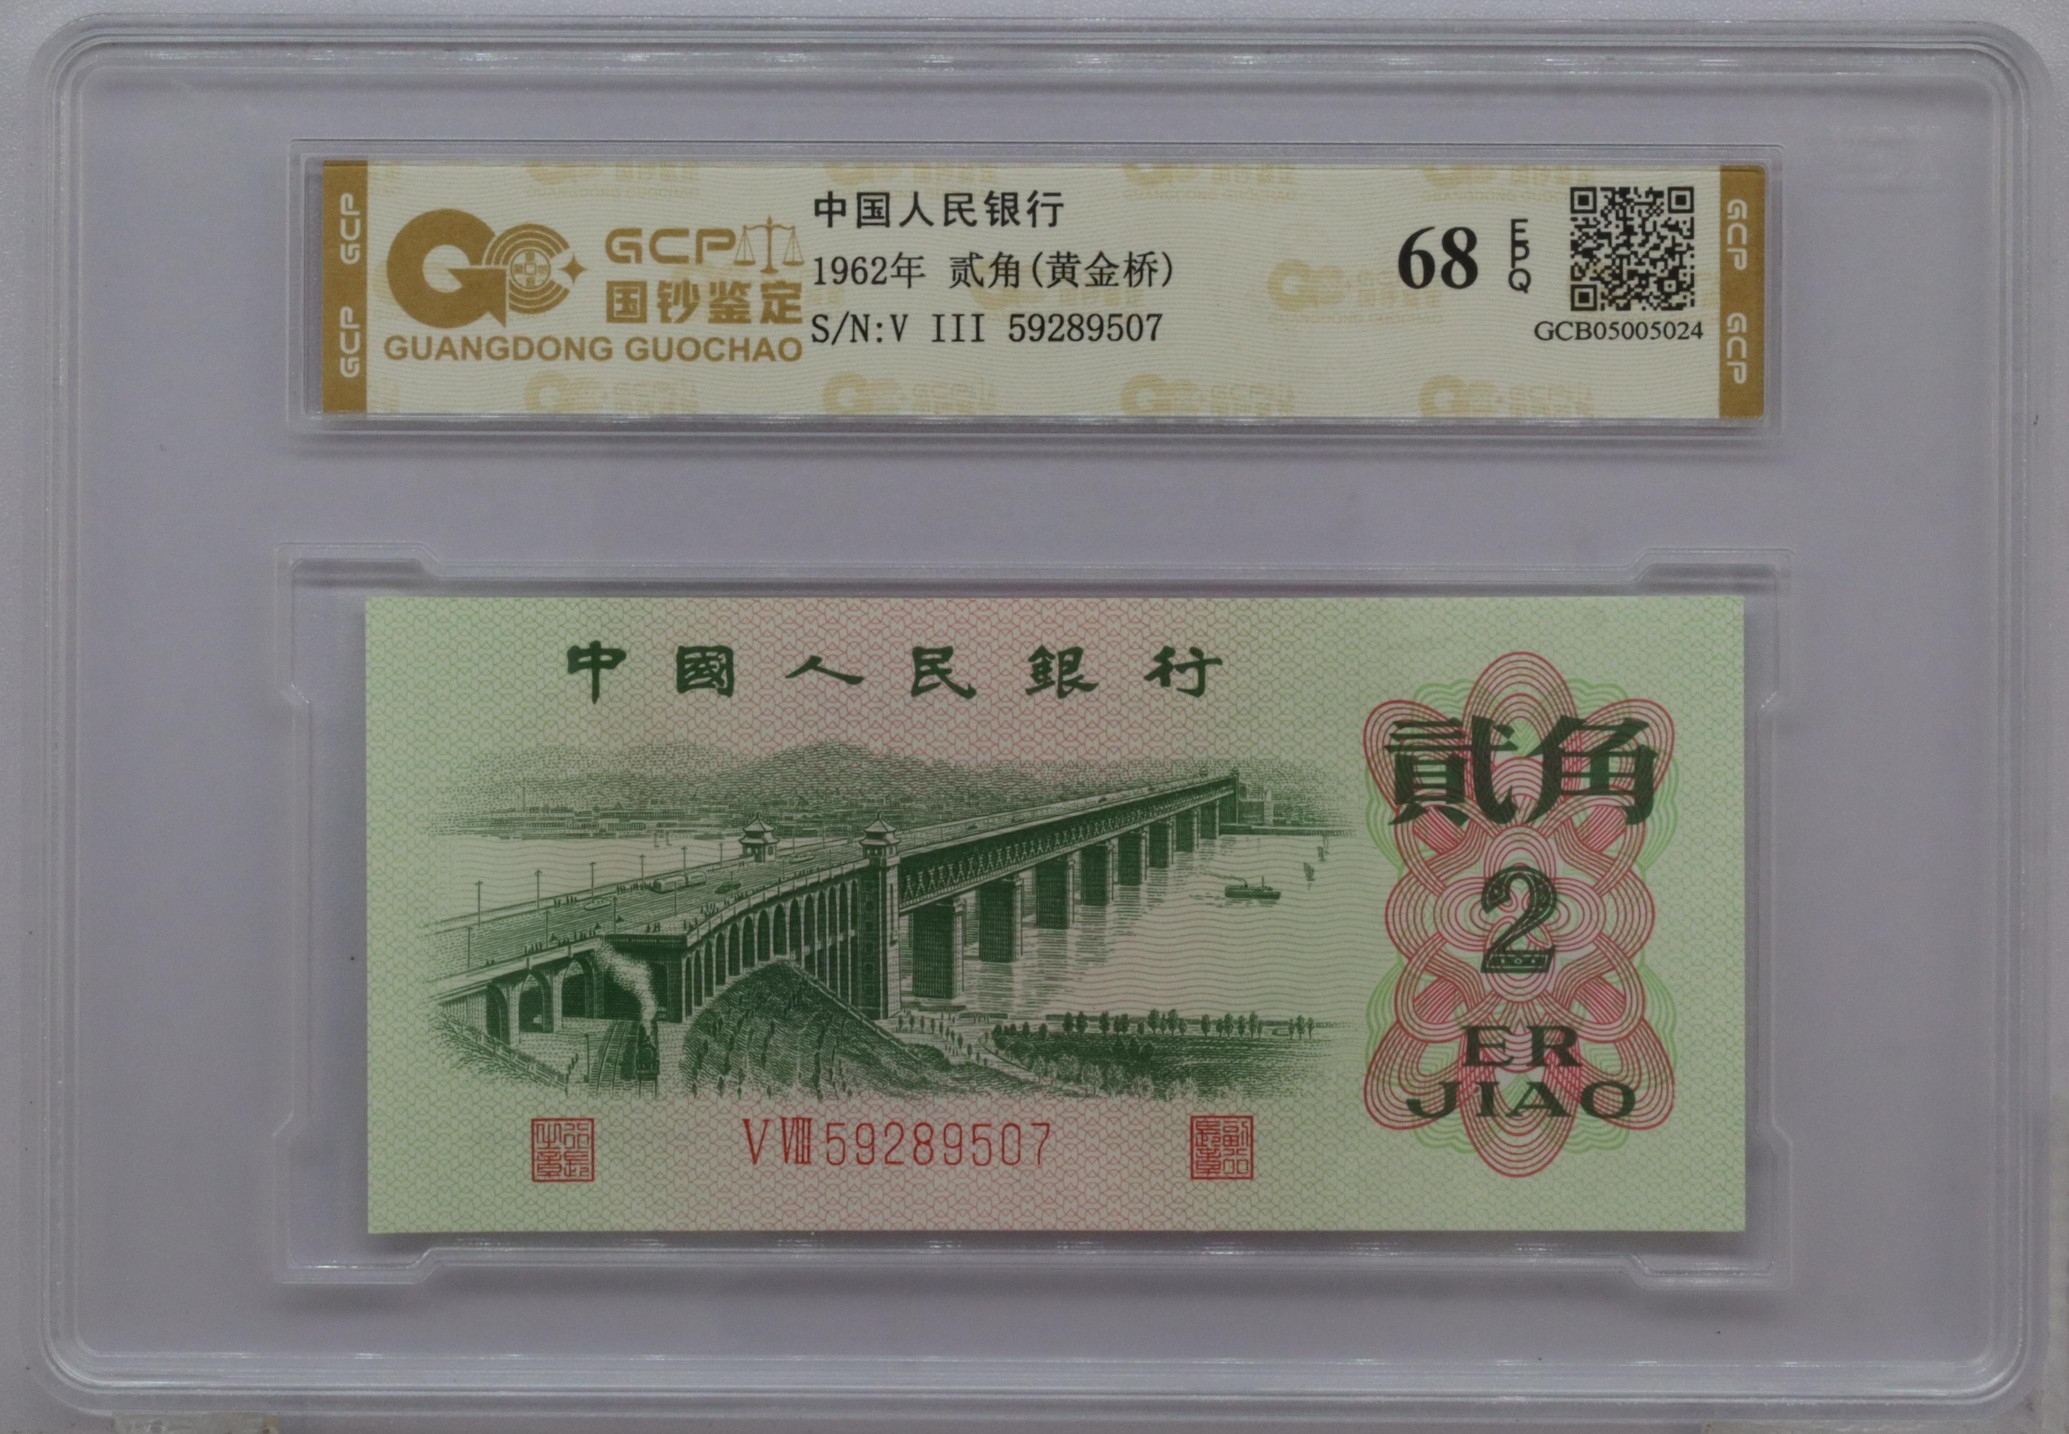 GCP
GCP
GCP
国钞鉴定
GUANGDONG GUOCHAO
中国人民银行
1962年 贰角(黄金桥)
S/N:V III 59289507
68
EPQ
GCB05005024
GCP
GCP
中國人民銀行
貳角
2
ER
JIAO
V VIII 59289507